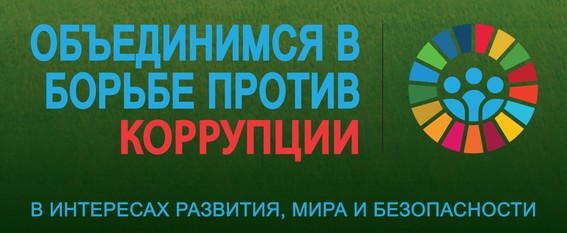 ОБЪЕДИНИМСЯ В
БОРЬБЕ ПРОТИВ
КОРРУПЦИИ
В ИНТЕРЕСАХ РАЗВИТИЯ, МИРА И БЕЗОПАСНОСТИ